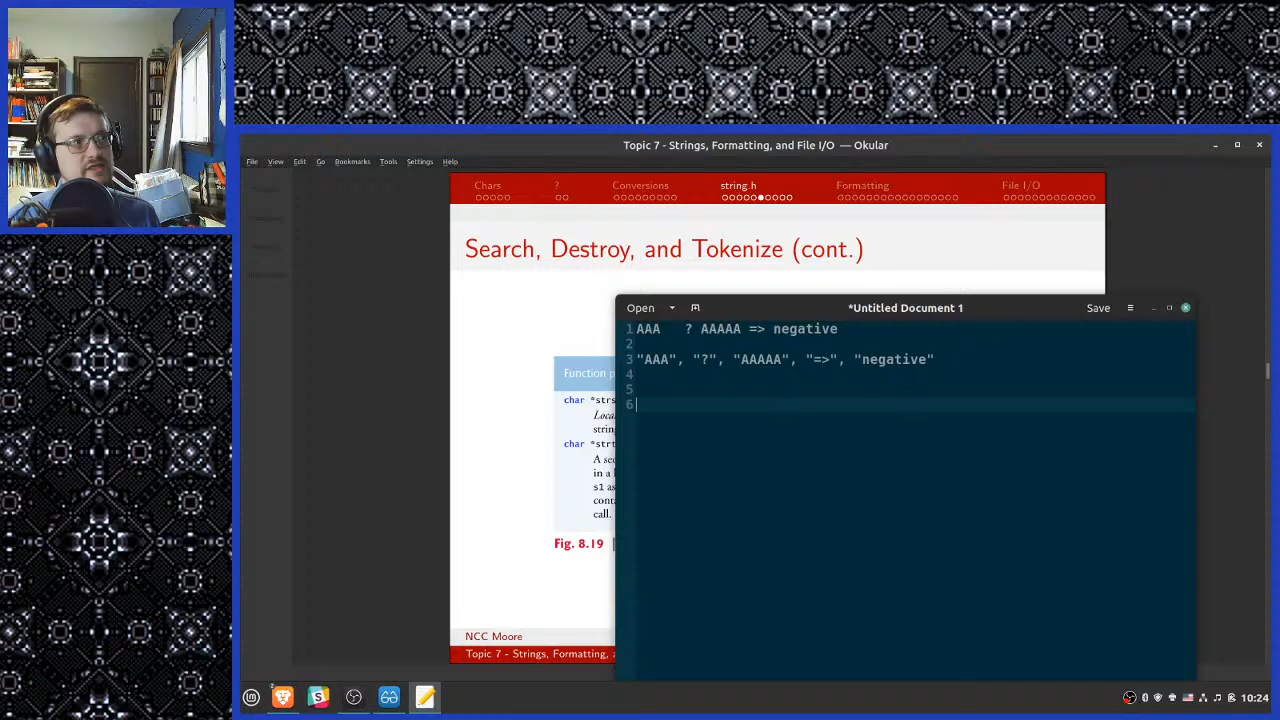 Topic 7 - Strings, Formatting, and File I/O — Okular
File View Edit Go Bookmarks Tools Settings Help
Chars ? Conversions string.h Formatting File I/O
Search, Destroy, and Tokenize (cont.)
Open *Untitled Document 1 Save
1 AAA ? AAAAA => negative
2
3 "AAA", "?", "AAAAA", "=>", "negative"
4
5
6
Function p
char *strs
Loca
strin
char *strt
A sec
in a l
s1 as
conta
call.
Fig. 8.19
NCC Moore
Topic 7 - Strings, Formatting,
10:24